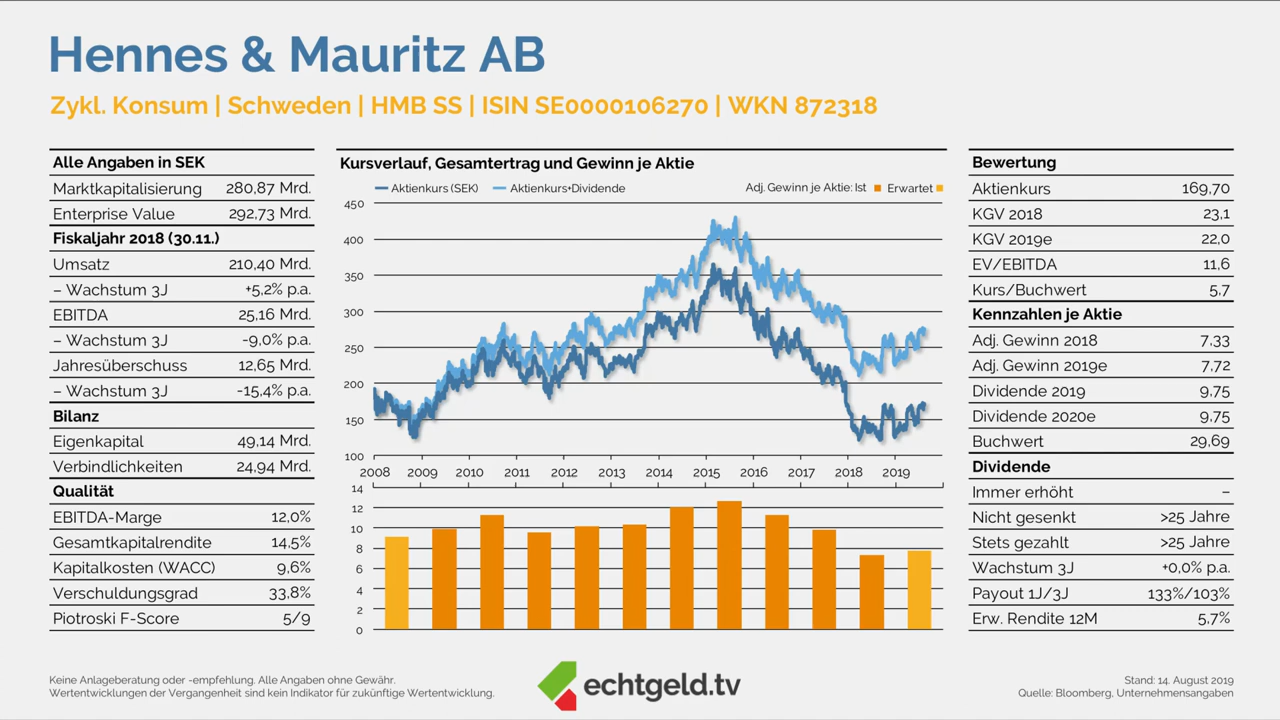 Hennes & Mauritz AB
Zykl. Konsum | Schweden | HMB SS | ISIN SE0000106270 | WKN 872318
Alle Angaben in SEK
Marktkapitalisierung 280,87 Mrd.
Enterprise Value 292,73 Mrd.
Fiskaljahr 2018 (30.11.)
Umsatz 210,40 Mrd.
– Wachstum 3J +5,2% p.a.
EBITDA 25,16 Mrd.
– Wachstum 3J -9,0% p.a.
Jahresüberschuss 12,65 Mrd.
– Wachstum 3J -15,4% p.a.
Bilanz
Eigenkapital 49,14 Mrd.
Verbindlichkeiten 24,94 Mrd.
Qualität
EBITDA-Marge 12,0%
Gesamtkapitalrendite 14,5%
Kapitalkosten (WACC) 9,6%
Verschuldungsgrad 33,8%
Piotroski F-Score 5/9
Kursverlauf, Gesamtertrag und Gewinn je Aktie
Aktienkurs (SEK) Aktienkurs+Dividende Adj. Gewinn je Aktie: Ist Erwartet
450
400
350
300
250
200
150
100
2008 2009 2010 2011 2012 2013 2014 2015 2016 2017 2018 2019
14
12
10
8
6
4
2
0
Bewertung
Aktienkurs 169,70
KGV 2018 23,1
KGV 2019e 22,0
EV/EBITDA 11,6
Kurs/Buchwert 5,7
Kennzahlen je Aktie
Adj. Gewinn 2018 7,33
Adj. Gewinn 2019e 7,72
Dividende 2019 9,75
Dividende 2020e 9,75
Buchwert 29,69
Dividende
Immer erhöht –
Nicht gesenkt >25 Jahre
Stets gezahlt >25 Jahre
Wachstum 3J +0,0% p.a.
Payout 1J/3J 133%/103%
Erw. Rendite 12M 5,7%
Keine Anlageberatung oder -empfehlung. Alle Angaben ohne Gewähr.
Wertentwicklungen der Vergangenheit sind kein Indikator für zukünftige Wertentwicklung.
echtgeld.tv
Stand: 14. August 2019
Quelle: Bloomberg, Unternehmensangaben